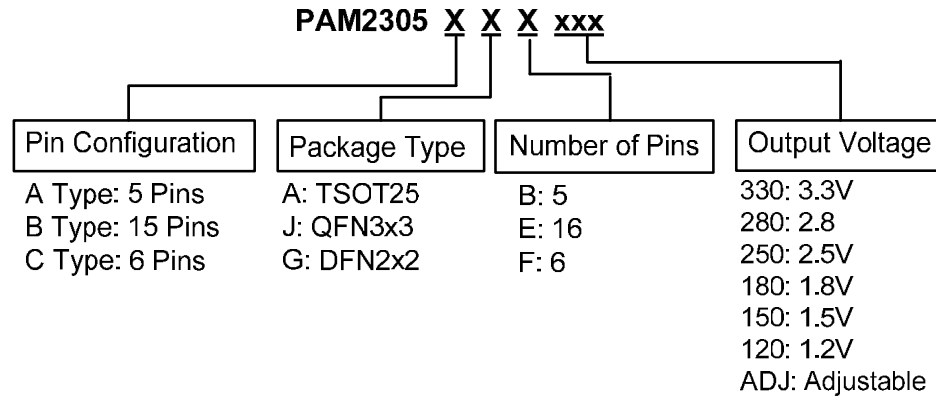 PAM2305 X X X xxx
Pin Configuration
A Type: 5 Pins
B Type: 15 Pins
C Type: 6 Pins
Package Type
A: TSOT25
J: QFN3x3
G: DFN2x2
Number of Pins
B: 5
E: 16
F: 6
Output Voltage
330: 3.3V
280: 2.8
250: 2.5V
180: 1.8V
150: 1.5V
120: 1.2V
ADJ: Adjustable